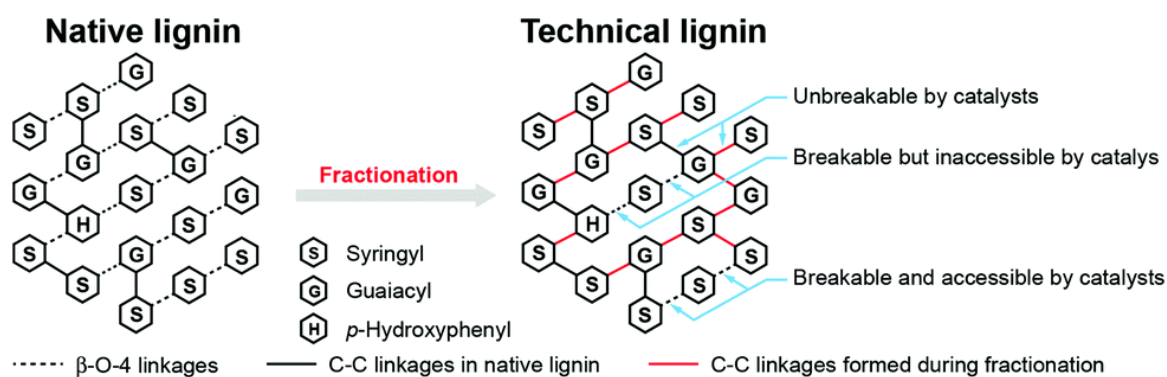 Native lignin
Technical lignin
G
S S
S S S
G G
G S G
H S
S G S
S S
S
Fractionation
Syringyl
S
Guaiacyl
G
p-Hydroxyphenyl
H
G
S S
S S S
G G
G S G
H S
S G S
S S
S
Unbreakable by catalysts
Breakable but inaccessible by catalys
Breakable and accessible by catalysts
β-O-4 linkages
C-C linkages in native lignin
C-C linkages formed during fractionation